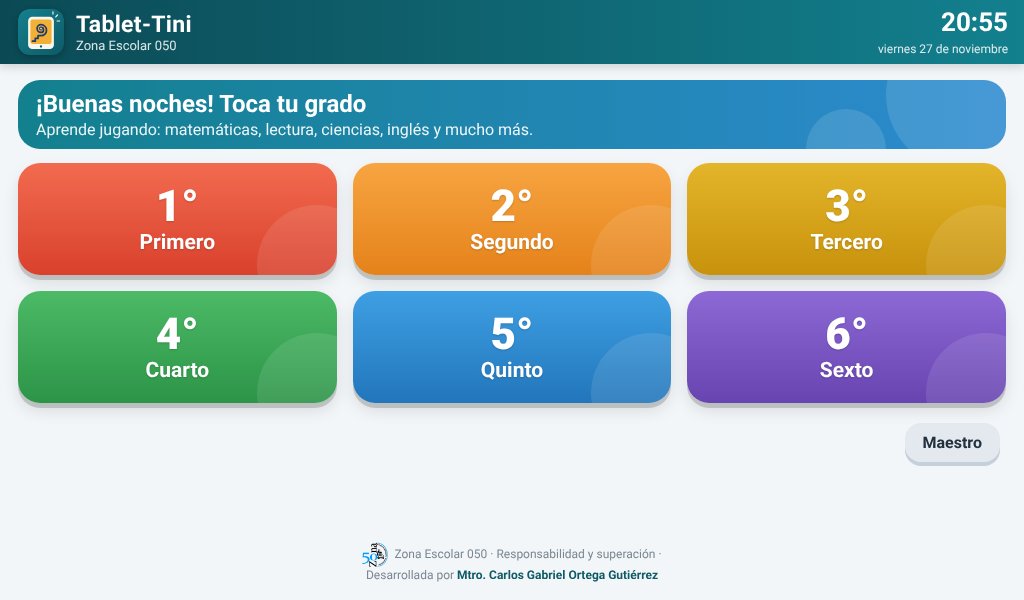 Tablet-Tini
Zona Escolar 050
20:55
viernes 27 de noviembre
¡Buenas noches! Toca tu grado
Aprende jugando: matemáticas, lectura, ciencias, inglés y mucho más.
1°
Primero
2°
Segundo
3°
Tercero
4°
Cuarto
5°
Quinto
6°
Sexto
Maestro
Zona Escolar 050 · Responsabilidad y superación ·
Desarrollada por Mtro. Carlos Gabriel Ortega Gutiérrez